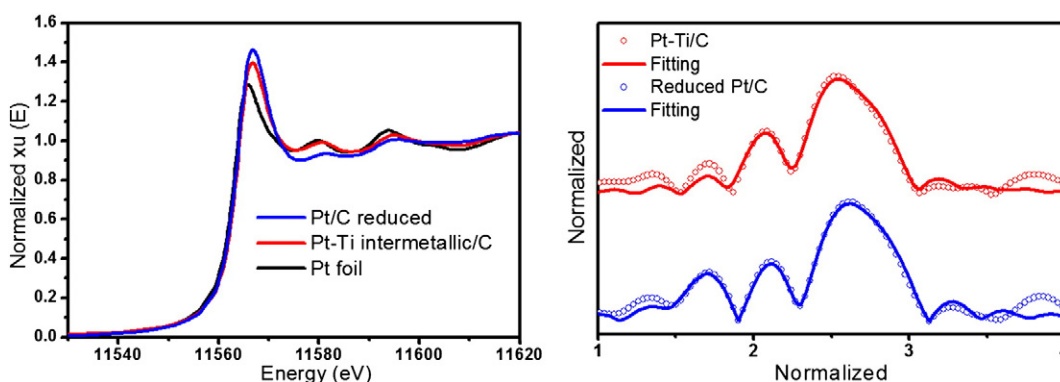 1.6
1.4
1.2
1.0
0.8
0.6
0.4
0.2
0.0
Normalized xu (E)
Pt/C reduced
Pt-Ti intermetallic/C
Pt foil
11540
11560
11580
11600
11620
Energy (eV)
Pt-Ti/C
Fitting
Reduced Pt/C
Fitting
Normalized
1
2
3
Normalized